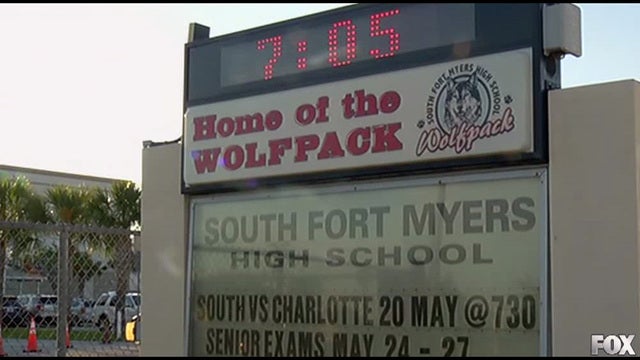 7:05
Home of the
WOLFPACK
SOUTH FORT MYERS HIGH SCHOOL
Wolfpack
SOUTH FORT MYERS
HIGH SCHOOL
SOUTH VS CHARLOTTE 20 MAY @730
SENIOR EXAMS MAY 24 - 27
FOX